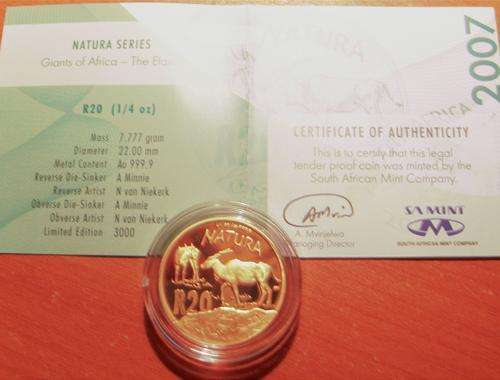 NATURA SERIES
Giants of Africa – The
R20 (1/4 oz)
Mass 7.777 gram
Diameter 22.00 mm
Metal Content Au 999.9
Reverse Die-Sinker A Minnie
Reverse Artist N van Niekerk
Obverse Die-Sinker A Minnie
Obverse Artist N van Niekerk
Limited Edition 3000
2007
CERTIFICATE OF AUTHENTICITY
This is to certify that this legal
tender proof coin was minted by the
South African Mint Company.
A. Mvinjelwa
Managing Director
SA MINT
SOUTH AFRICAN MINT COMPANY
NATURA
R20